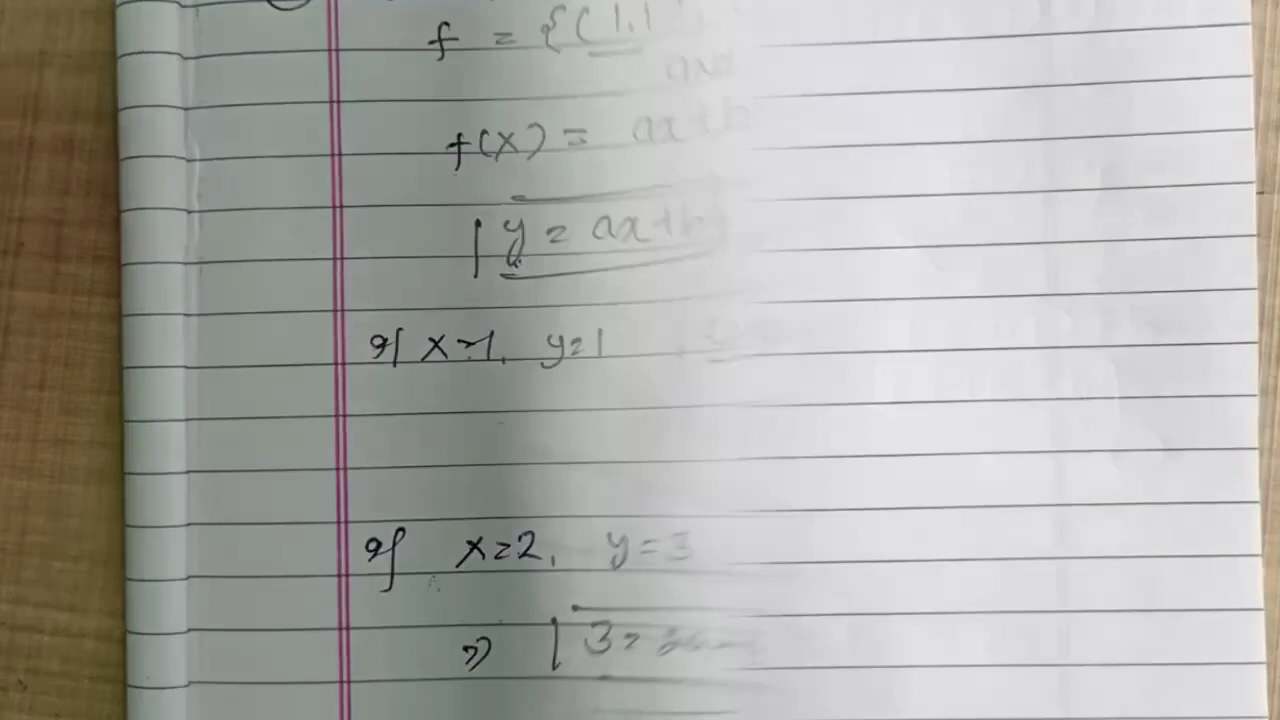 f = {(1,1
f(x) = ax+b
y = ax+b
If x=1, y=1
If x=2, y=3
=> 3=